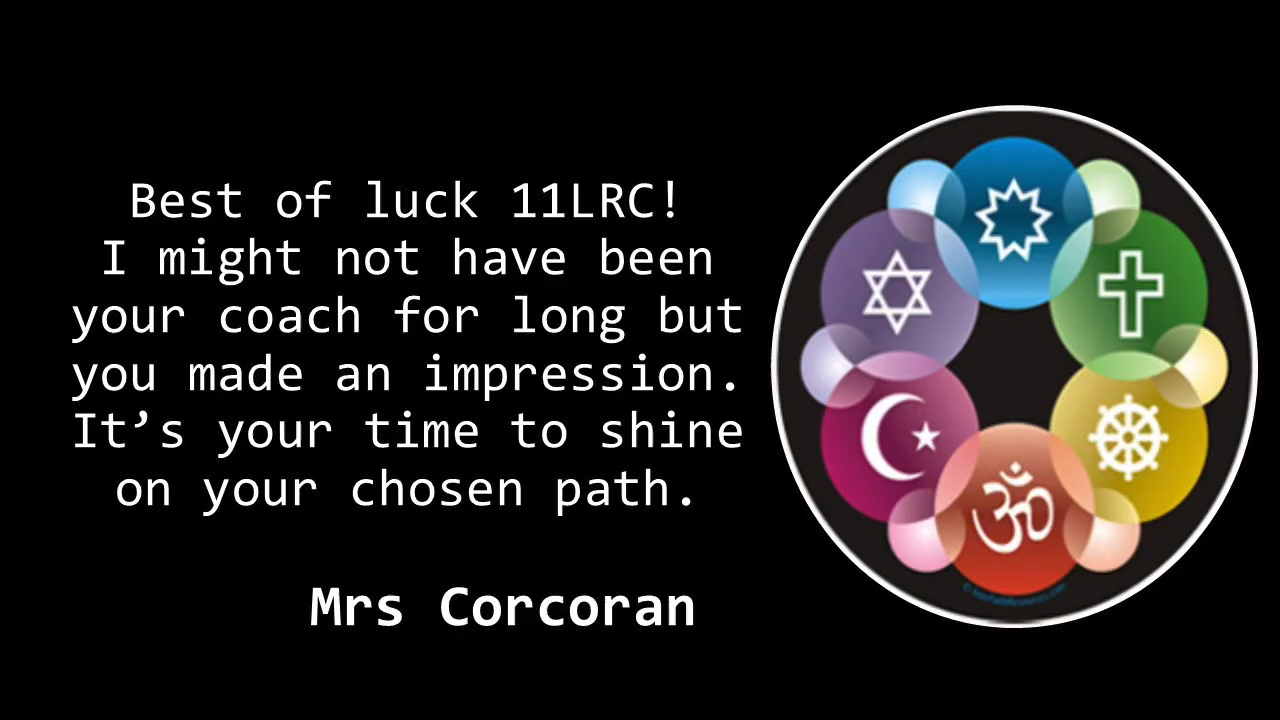 Best of luck 11LRC!
I might not have been
your coach for long but
you made an impression.
It’s your time to shine
on your chosen path.
Mrs Corcoran
ॐ